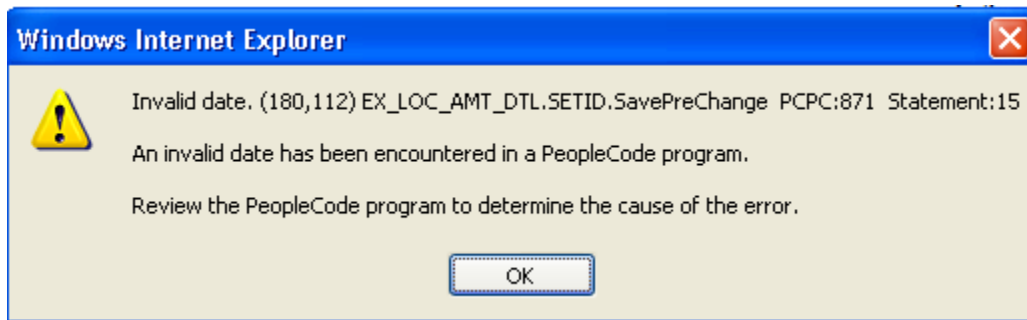 Windows Internet Explorer
Invalid date. (180,112) EX_LOC_AMT_DTL.SETID.SavePreChange PCPC:871 Statement:15
An invalid date has been encountered in a PeopleCode program.
Review the PeopleCode program to determine the cause of the error.
OK